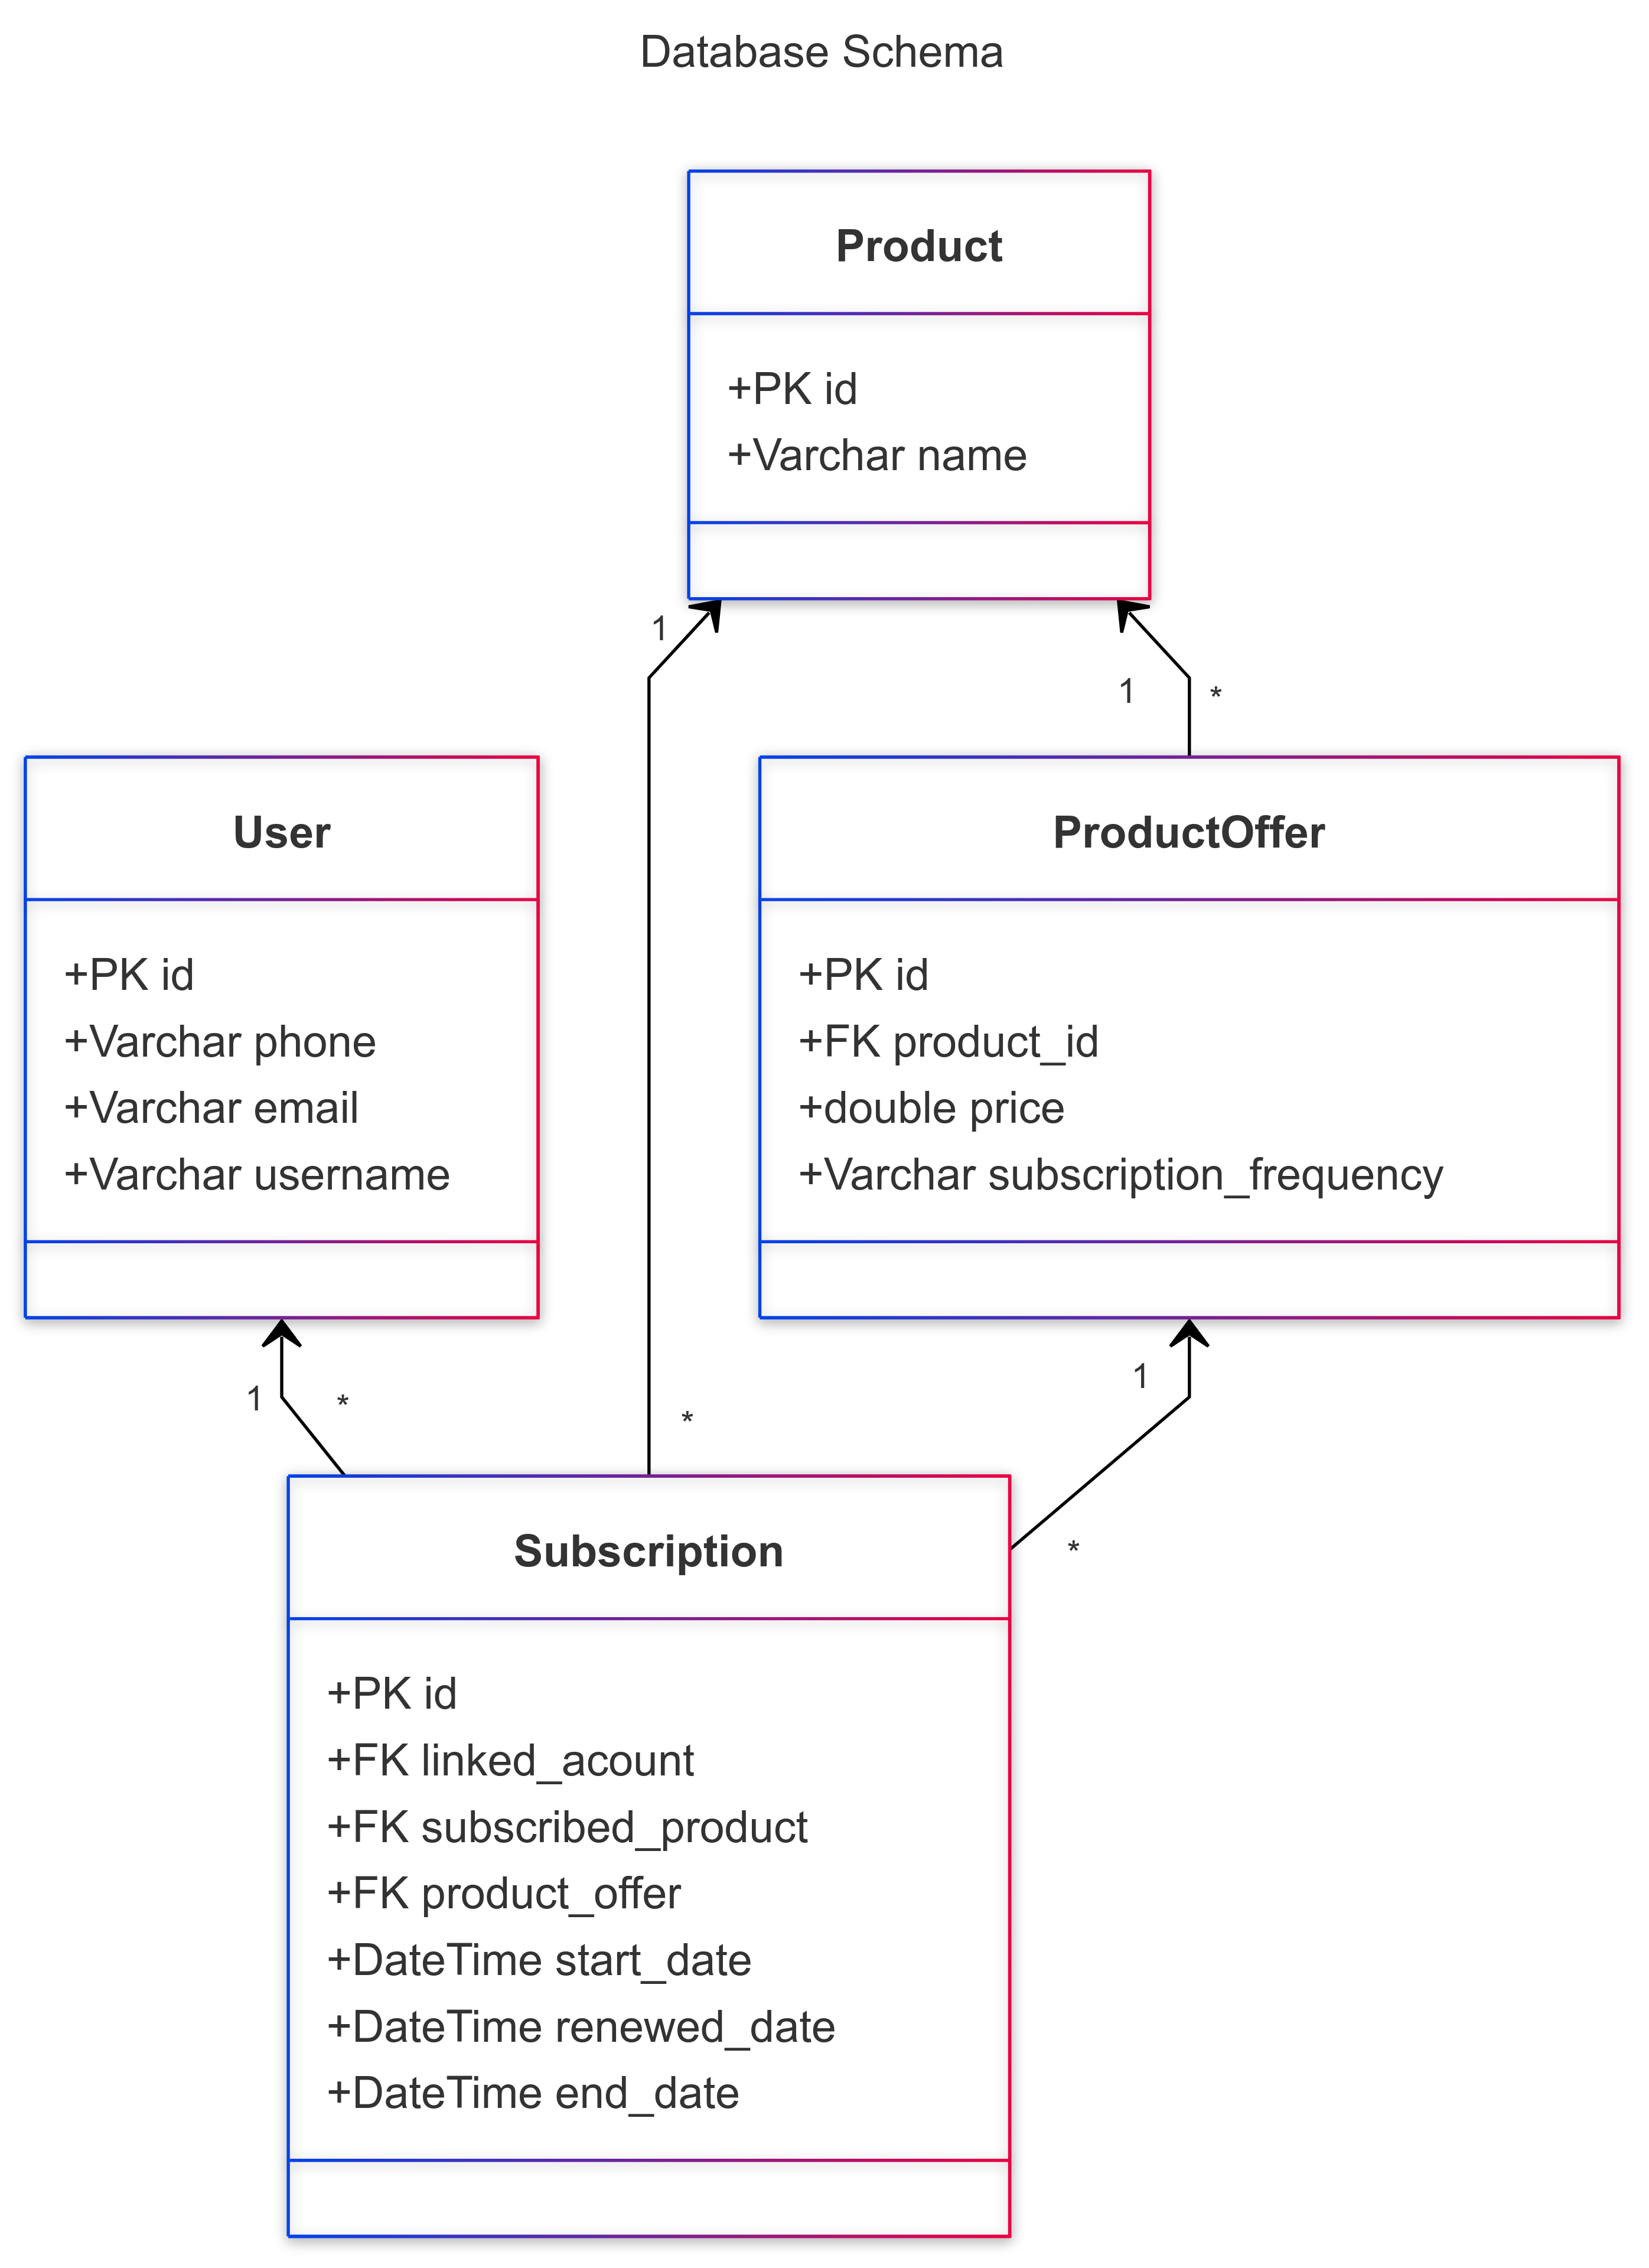 Database Schema
Product
+PK id
+Varchar name
1
1
*
User
+PK id
+Varchar phone
+Varchar email
+Varchar username
ProductOffer
+PK id
+FK product_id
+double price
+Varchar subscription_frequency
1
*
*
1
*
Subscription
+PK id
+FK linked_acount
+FK subscribed_product
+FK product_offer
+DateTime start_date
+DateTime renewed_date
+DateTime end_date